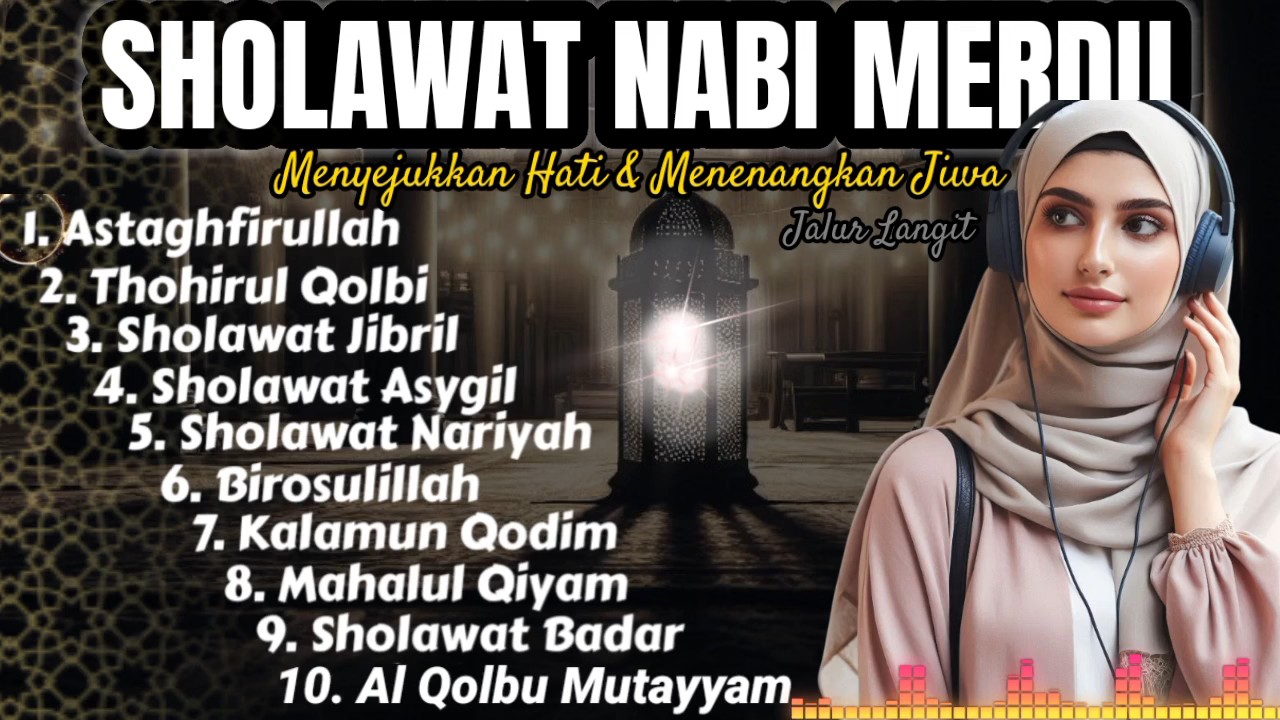 SHOLAWAT NABI MERDU
Menyejukkan Hati & Menenangkan Jiwa
Jalur Langit
1. Astaghfirullah
2. Thohirul Qolbi
3. Sholawat Jibril
4. Sholawat Asygil
5. Sholawat Nariyah
6. Birosulillah
7. Kalamun Qodim
8. Mahalul Qiyam
9. Sholawat Badar
10. Al Qolbu Mutayyam